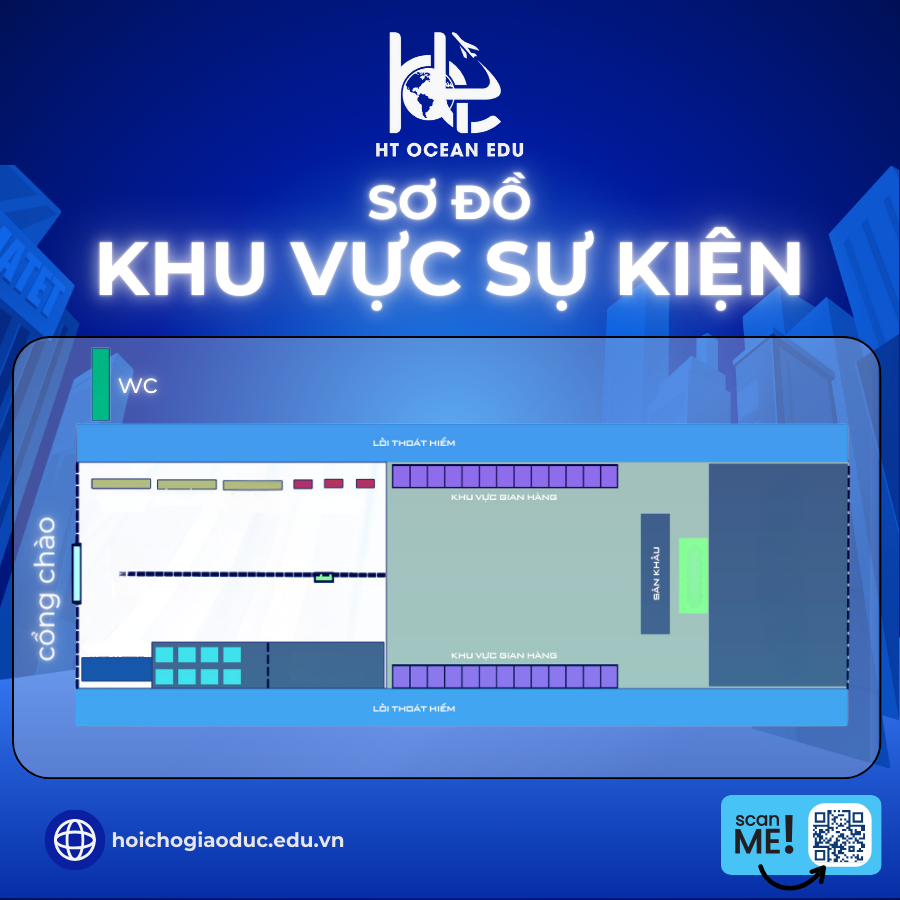 HT OCEAN EDU
SƠ ĐỒ
KHU VỰC SỰ KIỆN
WC
LỐI THOÁT HIỂM
KHU VỰC GIAN HÀNG
cổng chào
SÂN KHẤU
KHU VỰC GIAN HÀNG
LỐI THOÁT HIỂM
hoichogiaoduc.edu.vn
scan
ME!